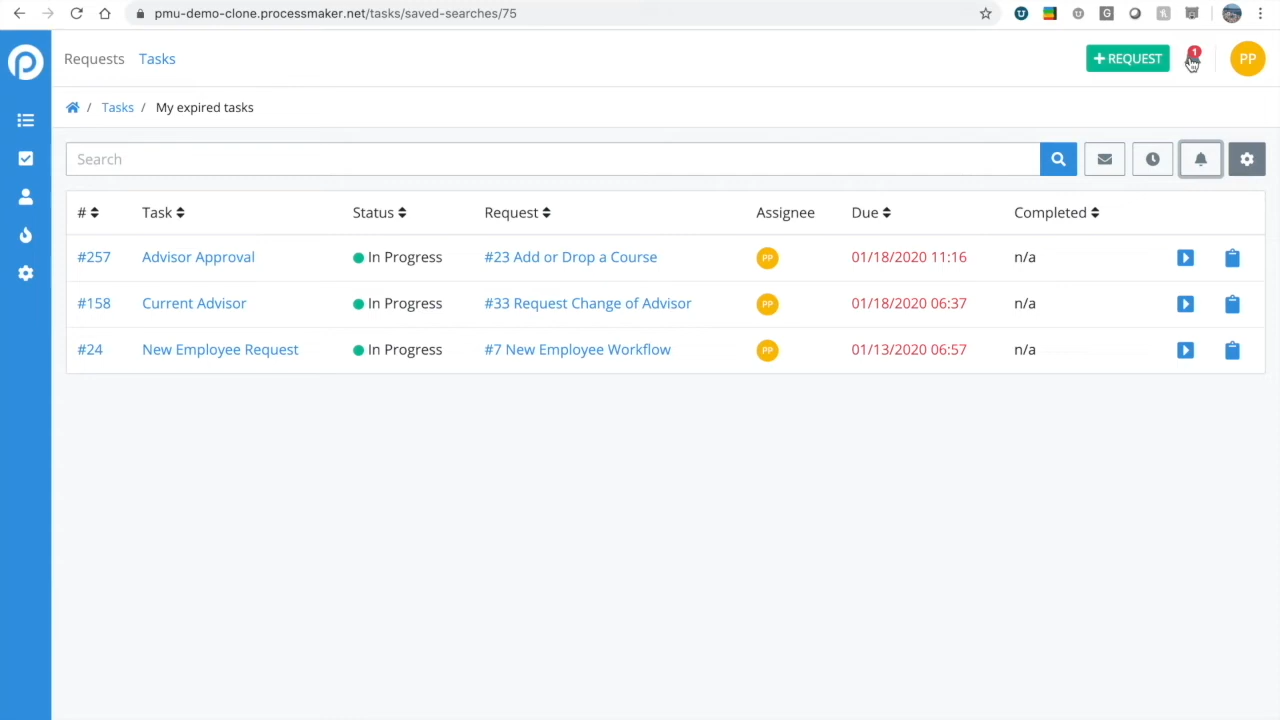 pmu-demo-clone.processmaker.net/tasks/saved-searches/75
Requests Tasks
+ REQUEST 1 PP
/ Tasks / My expired tasks
Search
# Task Status Request Assignee Due Completed
#257 Advisor Approval In Progress #23 Add or Drop a Course PP 01/18/2020 11:16 n/a
#158 Current Advisor In Progress #33 Request Change of Advisor PP 01/18/2020 06:37 n/a
#24 New Employee Request In Progress #7 New Employee Workflow PP 01/13/2020 06:57 n/a